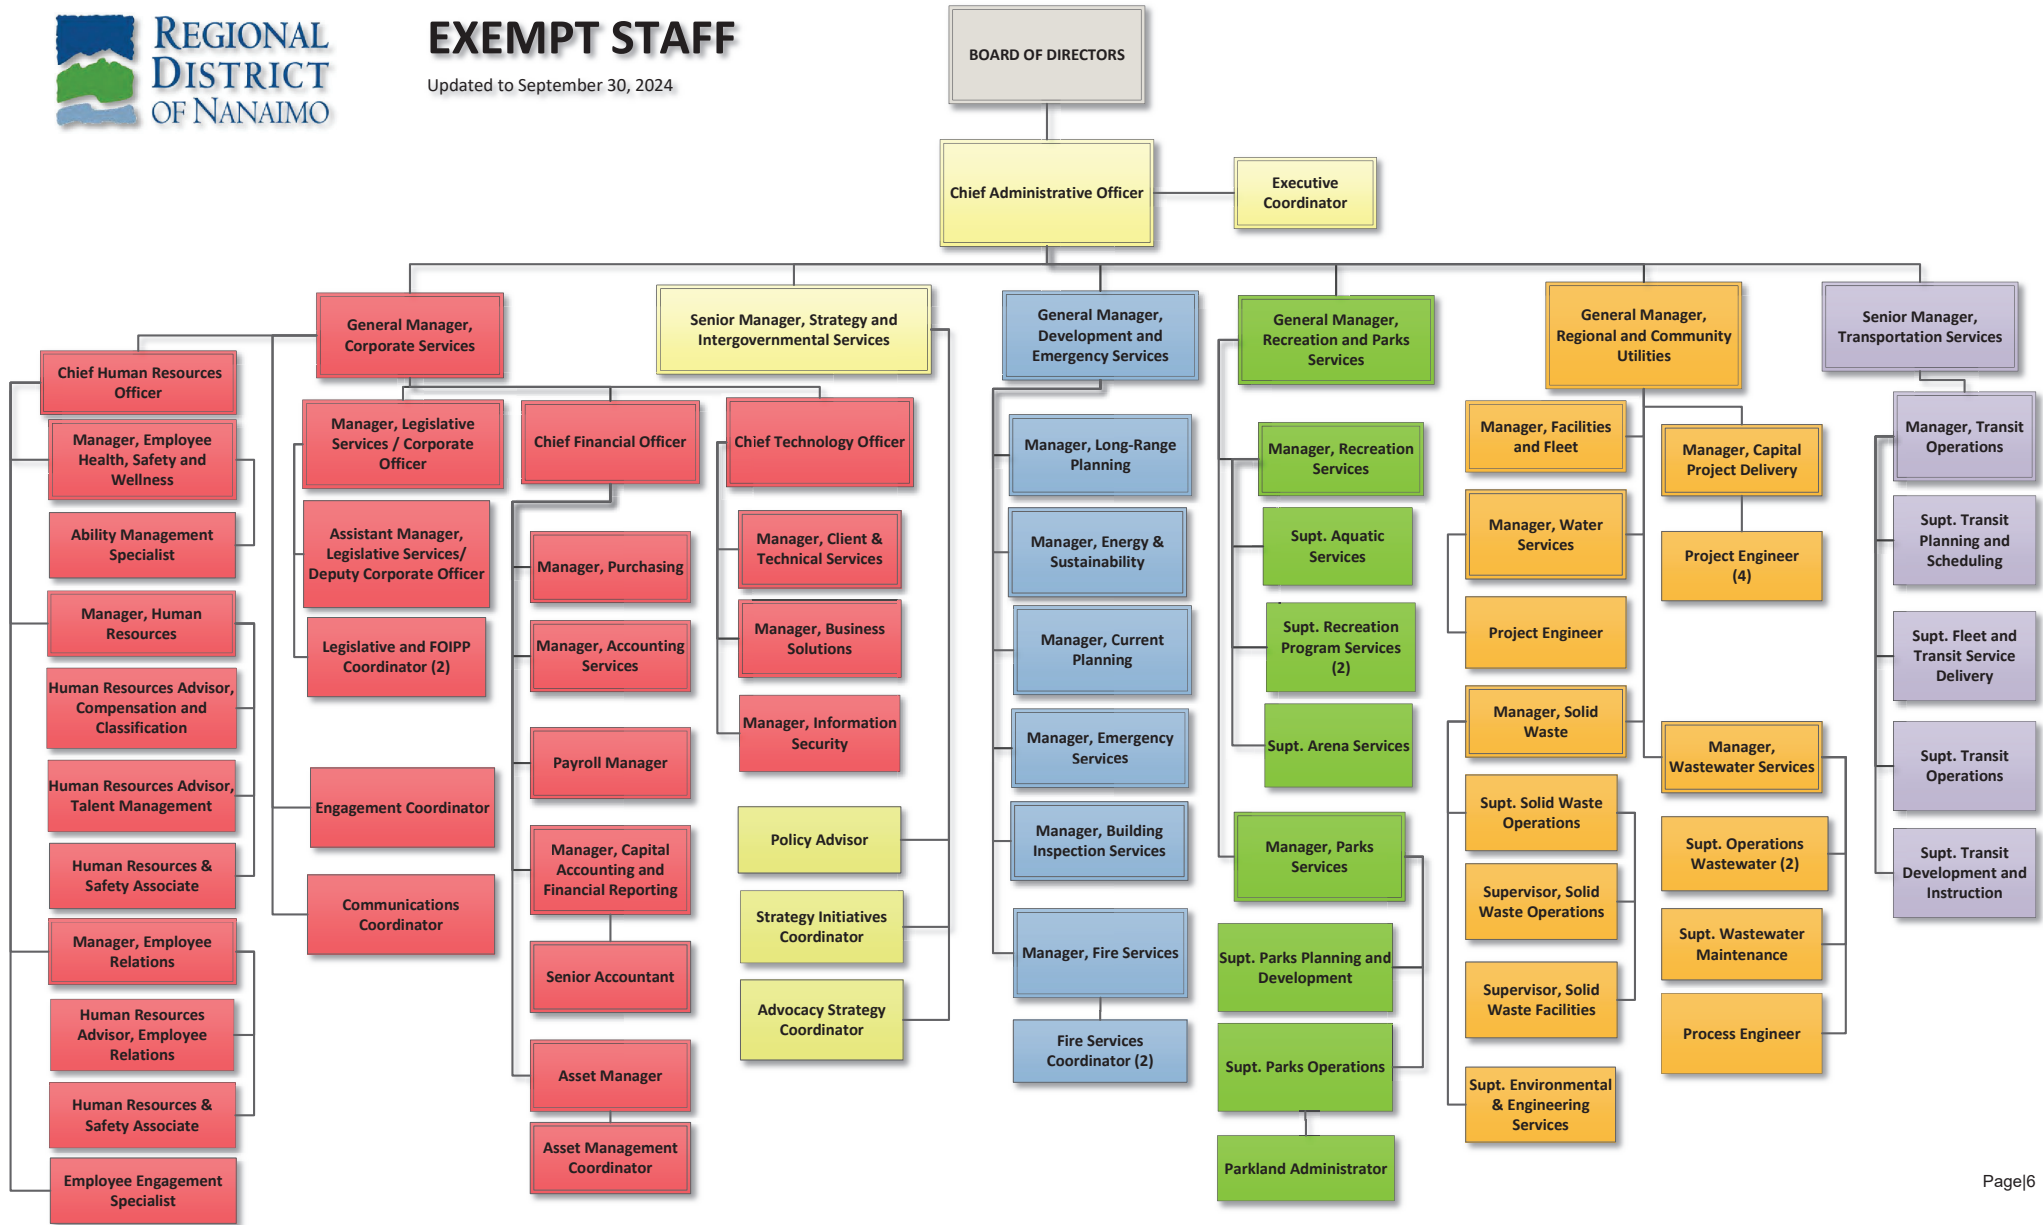 REGIONAL
DISTRICT
OF NANAIMO
EXEMPT STAFF
Updated to September 30, 2024
BOARD OF DIRECTORS
Chief Administrative Officer
Executive
Coordinator
General Manager,
Corporate Services
Senior Manager, Strategy and
Intergovernmental Services
General Manager,
Development and
Emergency Services
General Manager,
Recreation and Parks
Services
General Manager,
Regional and Community
Utilities
Senior Manager,
Transportation Services
Chief Human Resources
Officer
Manager, Employee
Health, Safety and
Wellness
Ability Management
Specialist
Manager, Human
Resources
Human Resources Advisor,
Compensation and
Classification
Human Resources Advisor,
Talent Management
Human Resources &
Safety Associate
Manager, Employee
Relations
Human Resources
Advisor, Employee
Relations
Human Resources &
Safety Associate
Employee Engagement
Specialist
Manager, Legislative
Services / Corporate
Officer
Assistant Manager,
Legislative Services/
Deputy Corporate Officer
Legislative and FOIPP
Coordinator (2)
Engagement Coordinator
Communications
Coordinator
Chief Financial Officer
Manager, Purchasing
Manager, Accounting
Services
Payroll Manager
Manager, Capital
Accounting and
Financial Reporting
Senior Accountant
Asset Manager
Asset Management
Coordinator
Chief Technology Officer
Manager, Client &
Technical Services
Manager, Business
Solutions
Manager, Information
Security
Policy Advisor
Strategy Initiatives
Coordinator
Advocacy Strategy
Coordinator
Manager, Long-Range
Planning
Manager, Energy &
Sustainability
Manager, Current
Planning
Manager, Emergency
Services
Manager, Building
Inspection Services
Manager, Fire Services
Fire Services
Coordinator (2)
Manager, Recreation
Services
Supt. Aquatic
Services
Supt. Recreation
Program Services
(2)
Supt. Arena Services
Manager, Parks
Services
Supt. Parks Planning and
Development
Supt. Parks Operations
Parkland Administrator
Manager, Facilities
and Fleet
Manager, Water
Services
Project Engineer
Manager, Solid
Waste
Supt. Solid Waste
Operations
Supervisor, Solid
Waste Operations
Supervisor, Solid
Waste Facilities
Supt. Environmental
& Engineering
Services
Manager, Capital
Project Delivery
Project Engineer
(4)
Manager,
Wastewater Services
Supt. Operations
Wastewater (2)
Supt. Wastewater
Maintenance
Process Engineer
Manager, Transit
Operations
Supt. Transit
Planning and
Scheduling
Supt. Fleet and
Transit Service
Delivery
Supt. Transit
Operations
Supt. Transit
Development and
Instruction
Page|6